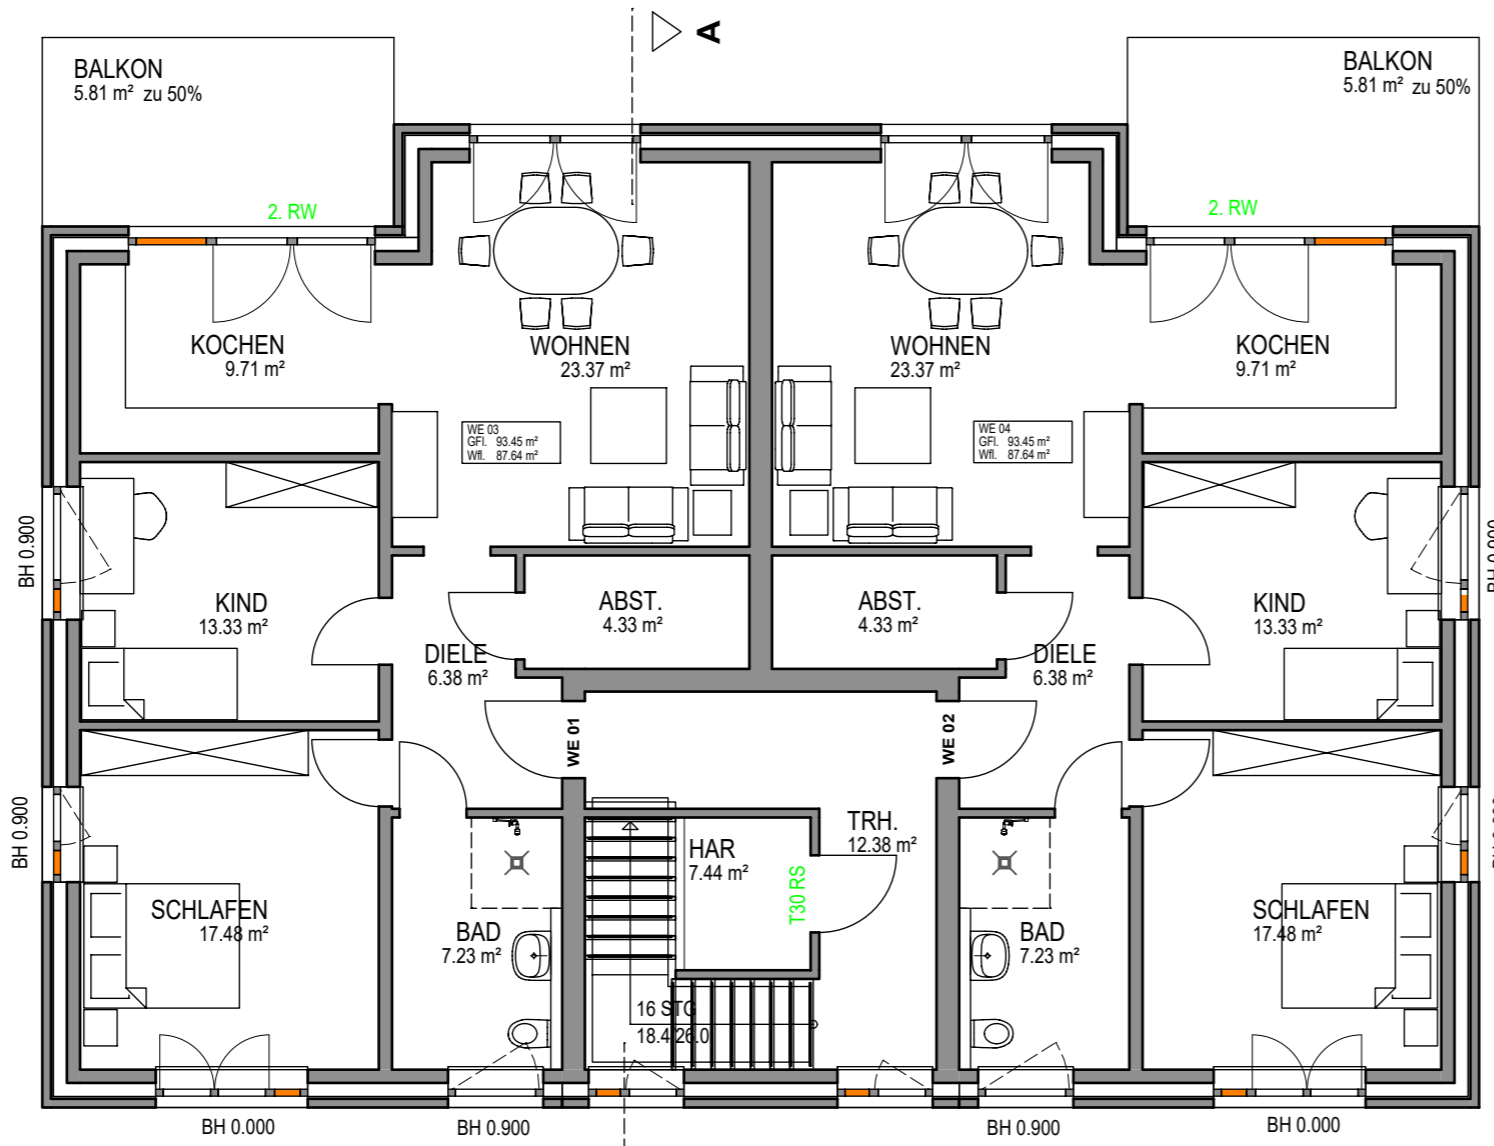 A
BALKON
5.81 m² zu 50%
BALKON
5.81 m² zu 50%
2. RW
2. RW
KOCHEN
9.71 m²
WOHNEN
23.37 m²
WOHNEN
23.37 m²
KOCHEN
9.71 m²
WE 03
GFl. 93.45 m²
Wfl. 87.64 m²
WE 04
GFl. 93.45 m²
Wfl. 87.64 m²
BH 0.900
KIND
13.33 m²
ABST.
4.33 m²
ABST.
4.33 m²
KIND
13.33 m²
DIELE
6.38 m²
DIELE
6.38 m²
WE 01
WE 02
BH 0.900
HAR
7.44 m²
TRH.
12.38 m²
T30 RS
SCHLAFEN
17.48 m²
BAD
7.23 m²
BAD
7.23 m²
SCHLAFEN
17.48 m²
16 STG
18.4/26.0
BH 0.000
BH 0.900
BH 0.900
BH 0.000